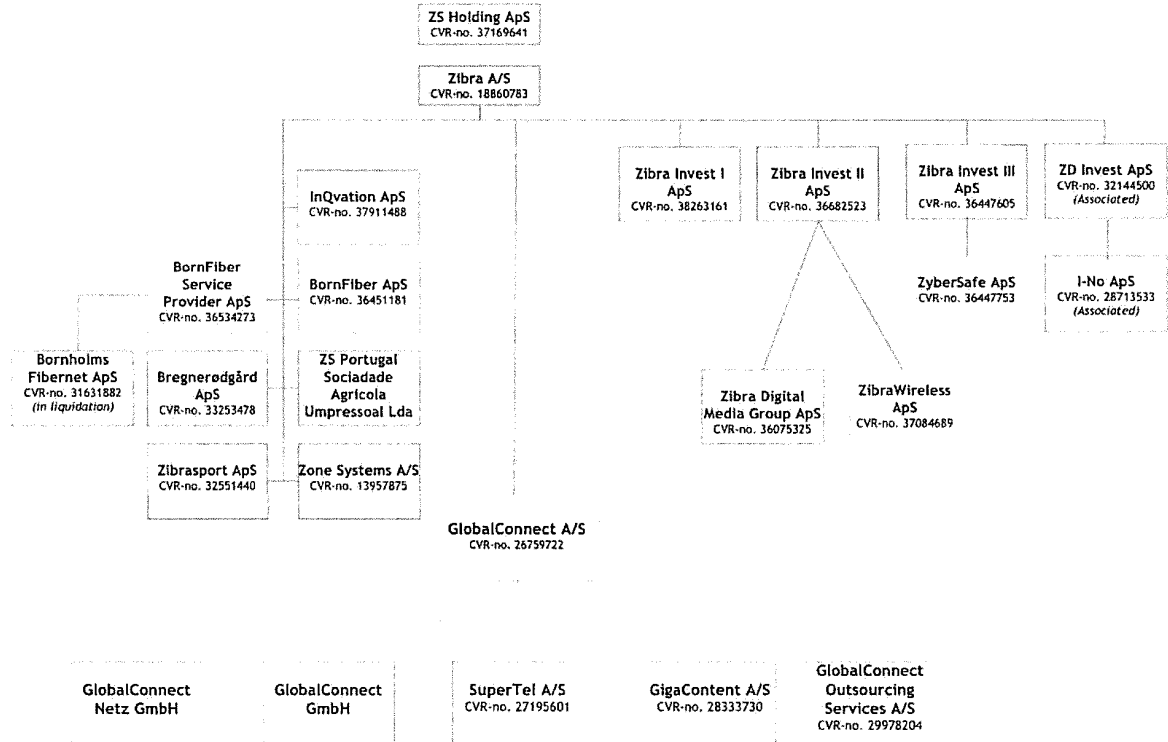 ZS Holding ApS
CVR-no. 37169641
Zibra A/S
CVR-no. 18860783
InQvation ApS
CVR-no. 37911488
BornFiber
Service
Provider ApS
CVR-no. 36534273
BornFiber ApS
CVR-no. 36451181
Bornholms
Fibernet ApS
CVR-no. 31631882
(in liquidation)
Bregnerødgård
ApS
CVR-no. 33253478
ZS Portugal
Sociadade
Agrícola
Umpressoal Lda
Zibrasport ApS
CVR-no. 32551440
Zone Systems A/S
CVR-no. 13957875
Zibra Invest I
ApS
CVR-no. 38263161
Zibra Invest II
ApS
CVR-no. 36682523
Zibra Invest III
ApS
CVR-no. 36447605
ZD Invest ApS
CVR-no. 32144500
(Associated)
ZyberSafe ApS
CVR-no. 36447753
I-No ApS
CVR-no. 28713533
(Associated)
Zibra Digital
Media Group ApS
CVR-no. 36075325
ZibraWireless
ApS
CVR-no. 37084689
GlobalConnect A/S
CVR-no. 26759722
GlobalConnect
Netz GmbH
GlobalConnect
GmbH
SuperTel A/S
CVR-no. 27195601
GigaContent A/S
CVR-no. 28333730
GlobalConnect
Outsourcing
Services A/S
CVR-no. 29978204